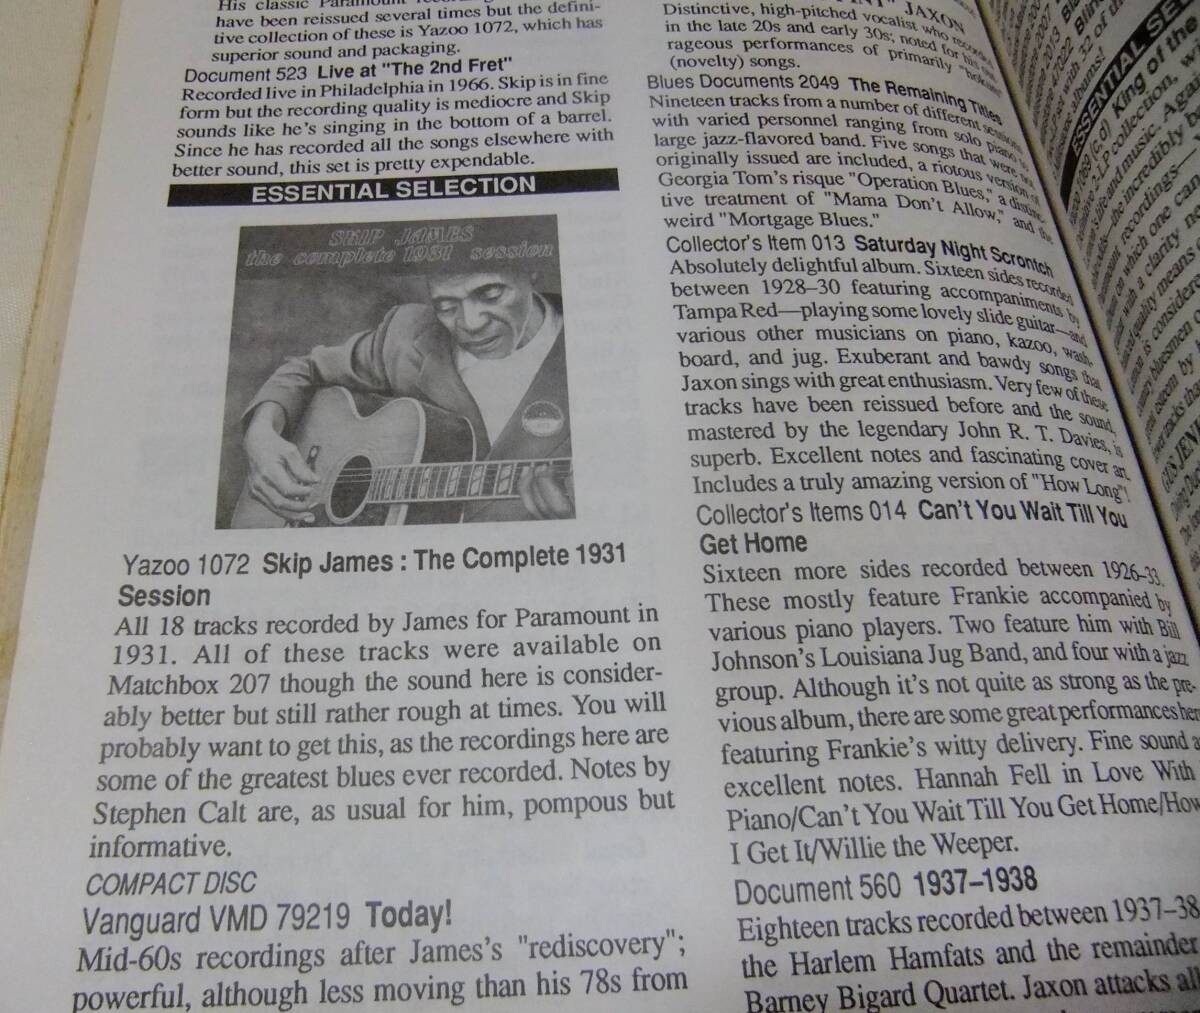 His classic Paramount
have been reissued several times but the defini-
tive collection of these is Yazoo 1072, which has
superior sound and packaging.
Document 523 Live at "The 2nd Fret"
Recorded live in Philadelphia in 1966. Skip is in fine
form but the recording quality is mediocre and Skip
sounds like he's singing in the bottom of a barrel.
Since he has recorded all the songs elsewhere with
better sound, this set is pretty expendable.
ESSENTIAL SELECTION
SKIP JAMES
the complete 1931 session
Yazoo 1072 Skip James : The Complete 1931
Session
All 18 tracks recorded by James for Paramount in
1931. All of these tracks were available on
Matchbox 207 though the sound here is consider-
ably better but still rather rough at times. You will
probably want to get this, as the recordings here are
some of the greatest blues ever recorded. Notes by
Stephen Calt are, as usual for him, pompous but
informative.
COMPACT DISC
Vanguard VMD 79219 Today!
Mid-60s recordings after James's "rediscovery";
powerful, although less moving than his 78s from
JAXON
Distinctive, high-pitched vocalist who recorded
in the late 20s and early 30s; noted for his out-
rageous performances of primarily "hokum"
(novelty) songs.
Blues Documents 2049 The Remaining Titles
Nineteen tracks from a number of different sessions
with varied personnel ranging from solo piano to
large jazz-flavored band. Five songs that were not
originally issued are included, a riotous version of
Georgia Tom's risque "Operation Blues," a distinc-
tive treatment of "Mama Don't Allow," and the
weird "Mortgage Blues."
Collector's Item 013 Saturday Night Scrontch
Absolutely delightful album. Sixteen sides recorded
between 1928–30 featuring accompaniments by
Tampa Red—playing some lovely slide guitar—and
various other musicians on piano, kazoo, wash-
board, and jug. Exuberant and bawdy songs that
Jaxon sings with great enthusiasm. Very few of these
tracks have been reissued before and the sound,
mastered by the legendary John R. T. Davies, is
superb. Excellent notes and fascinating cover art.
Includes a truly amazing version of "How Long"!
Collector's Items 014 Can't You Wait Till You
Get Home
Sixteen more sides recorded between 1926–33.
These mostly feature Frankie accompanied by
various piano players. Two feature him with Bill
Johnson's Louisiana Jug Band, and four with a jazz
group. Although it's not quite as strong as the pre-
vious album, there are some great performances here
featuring Frankie's witty delivery. Fine sound
excellent notes. Hannah Fell in Love With
Piano/Can't You Wait Till You Get Home/How
I Get It/Willie the Weeper.
Document 560 1937–1938
Eighteen tracks recorded between 1937–38
the Harlem Hamfats and the remainder
Barney Bigard Quartet. Jaxon attacks all
ESSENTIAL SEL
King of the